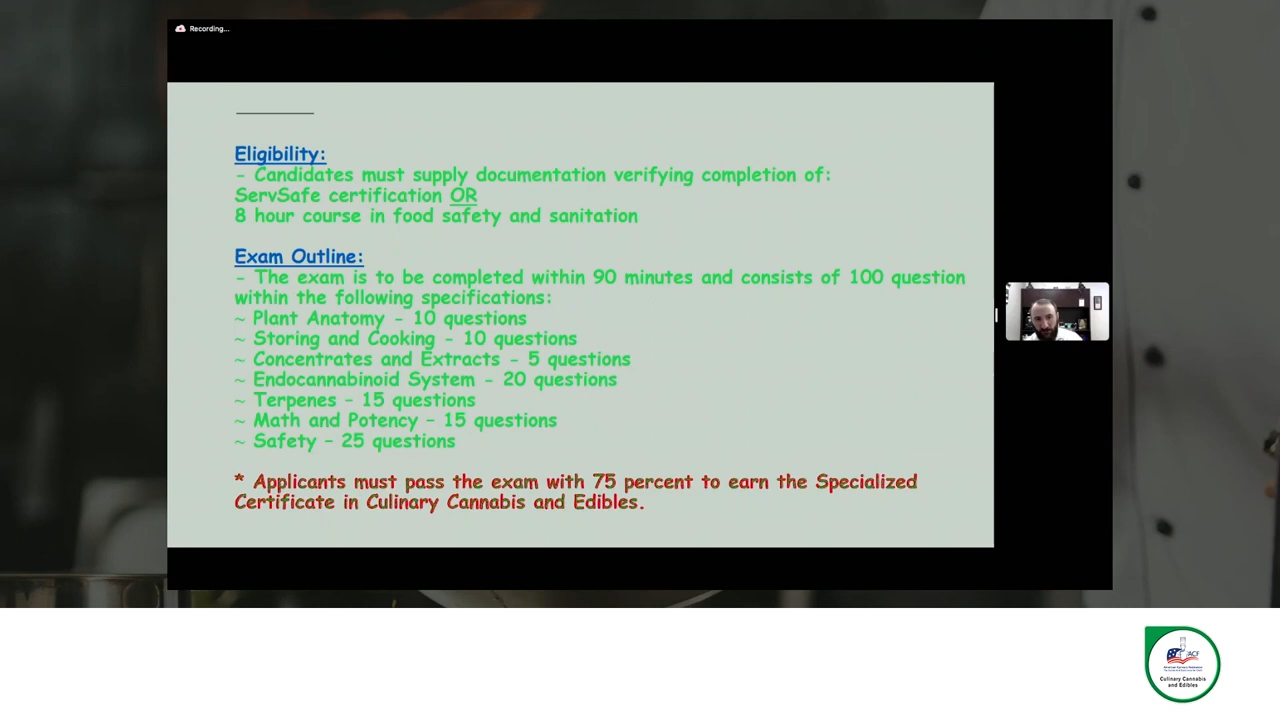 Recording...
Eligibility:
- Candidates must supply documentation verifying completion of:
ServSafe certification OR
8 hour course in food safety and sanitation
Exam Outline:
- The exam is to be completed within 90 minutes and consists of 100 question
within the following specifications:
~ Plant Anatomy - 10 questions
~ Storing and Cooking - 10 questions
~ Concentrates and Extracts - 5 questions
~ Endocannabinoid System - 20 questions
~ Terpenes – 15 questions
~ Math and Potency – 15 questions
~ Safety – 25 questions
* Applicants must pass the exam with 75 percent to earn the Specialized
Certificate in Culinary Cannabis and Edibles.
ACF
American Culinary Federation
Culinary Cannabis
and Edibles